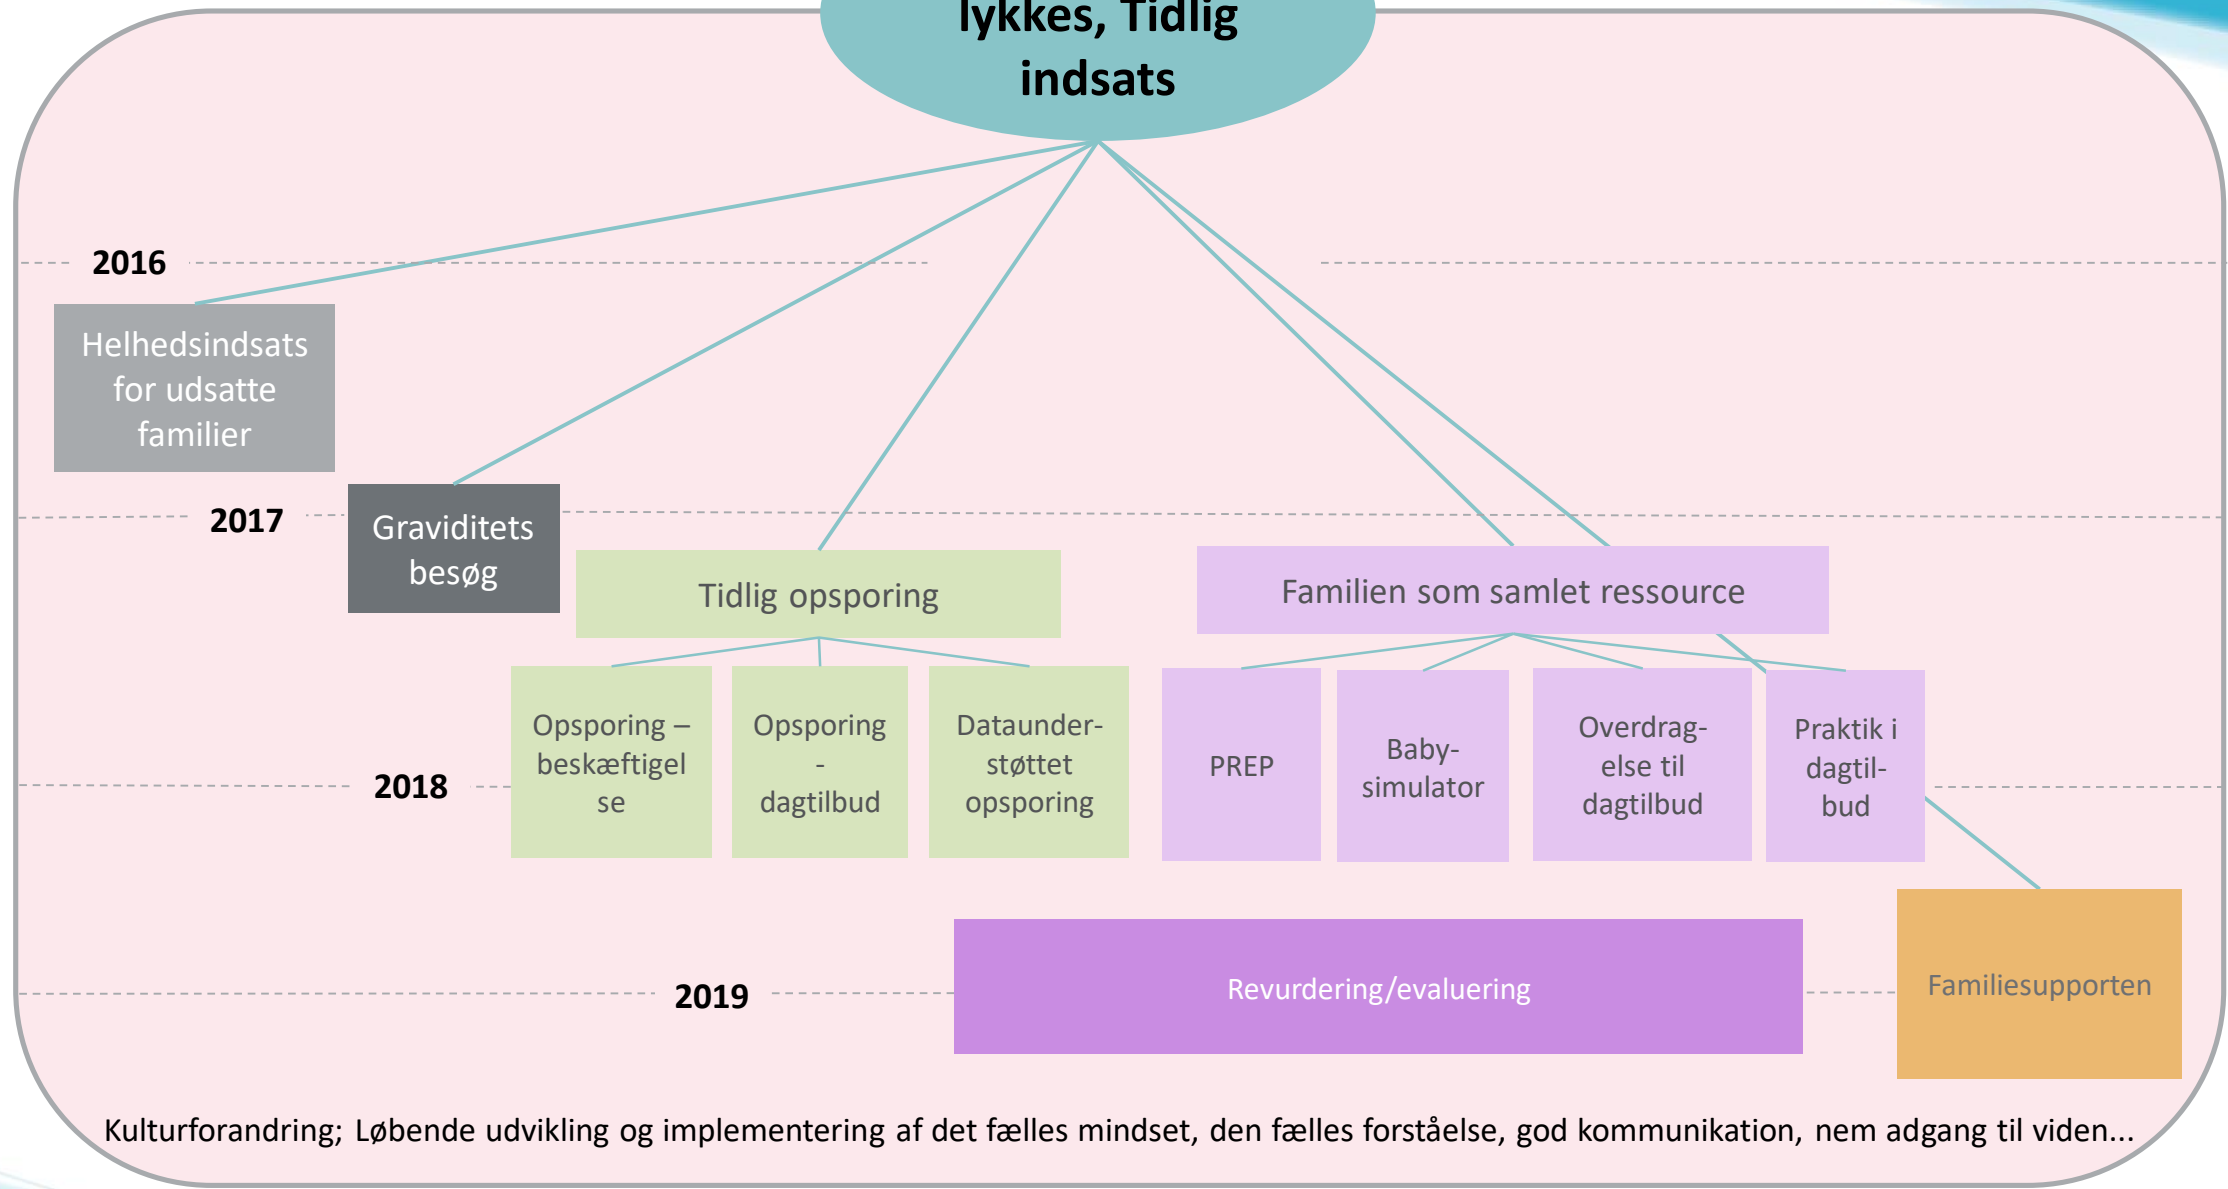 lykkes, Tidlig
indsats
2016
Helhedsindsats
for udsatte
familier
2017
Graviditets
besøg
Tidlig opsporing
Familien som samlet ressource
2018
Opsporing –
beskæftigel
se
Opsporing
-
dagtilbud
Dataunder-
støttet
opsporing
PREP
Baby-
simulator
Overdrag-
else til
dagtilbud
Praktik i
dagtil-
bud
2019
Revurdering/evaluering
Familiesupporten
Kulturforandring; Løbende udvikling og implementering af det fælles mindset, den fælles forståelse, god kommunikation, nem adgang til viden...